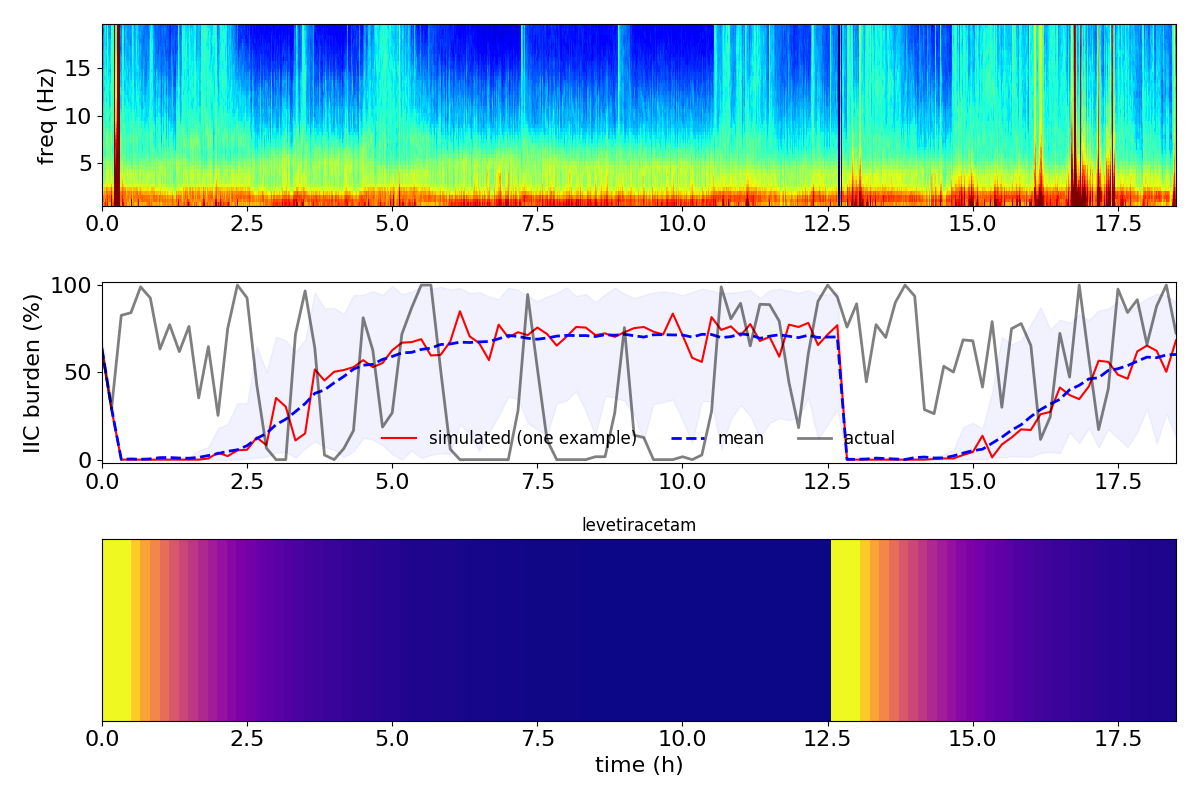 freq (Hz)
15
10
5
0.0 2.5 5.0 7.5 10.0 12.5 15.0 17.5
IIC burden (%)
100
50
0
simulated (one example) mean actual
0.0 2.5 5.0 7.5 10.0 12.5 15.0 17.5
levetiracetam
0.0 2.5 5.0 7.5 10.0 12.5 15.0 17.5
time (h)